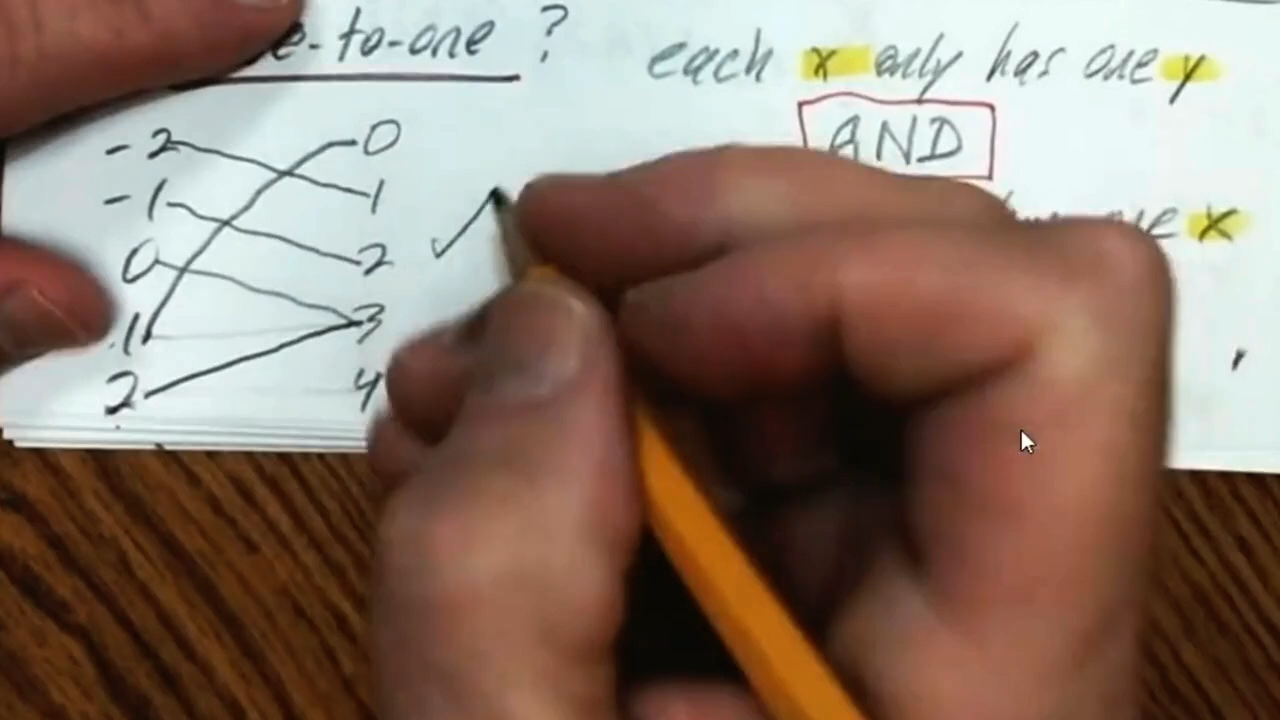 e-to-one ?
each x only has one y
AND
x
-2 0
-1 1
0 2
1 3
2 4